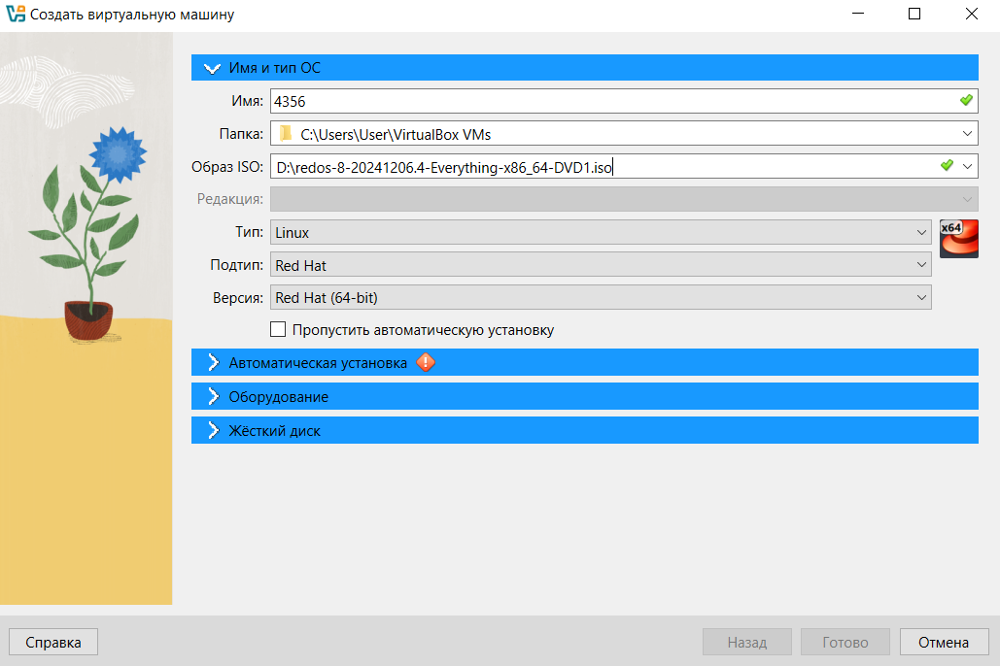 Создать виртуальную машину
Имя и тип ОС
Имя: 4356
Папка: C:\Users\User\VirtualBox VMs
Образ ISO: D:\redos-8-20241206.4-Everything-x86_64-DVD1.iso
Редакция:
Тип: Linux
x64
Подтип: Red Hat
Версия: Red Hat (64-bit)
Пропустить автоматическую установку
Автоматическая установка
Оборудование
Жёсткий диск
Справка Назад Готово Отмена